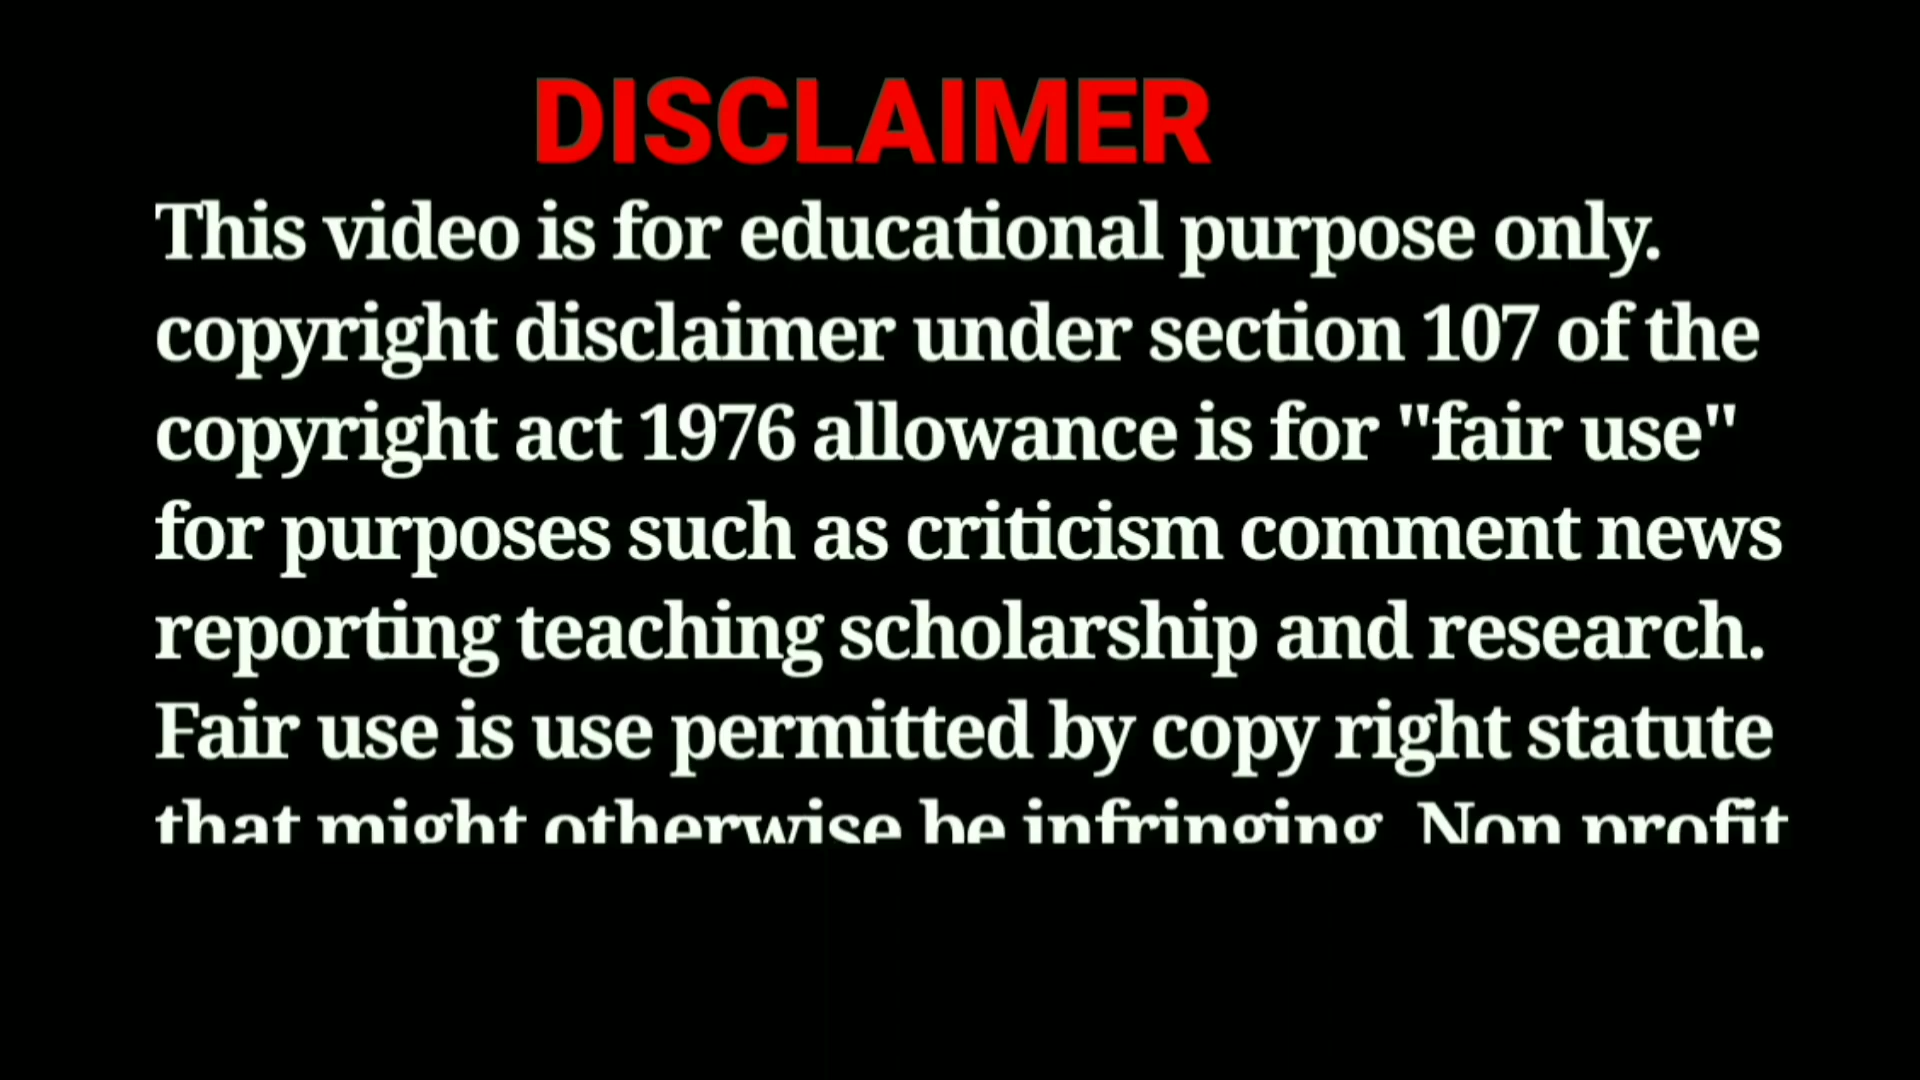 DISCLAIMER
This video is for educational purpose only.
copyright disclaimer under section 107 of the
copyright act 1976 allowance is for "fair use"
for purposes such as criticism comment news
reporting teaching scholarship and research.
Fair use is use permitted by copy right statute
that might otherwise be infringing. Non profit